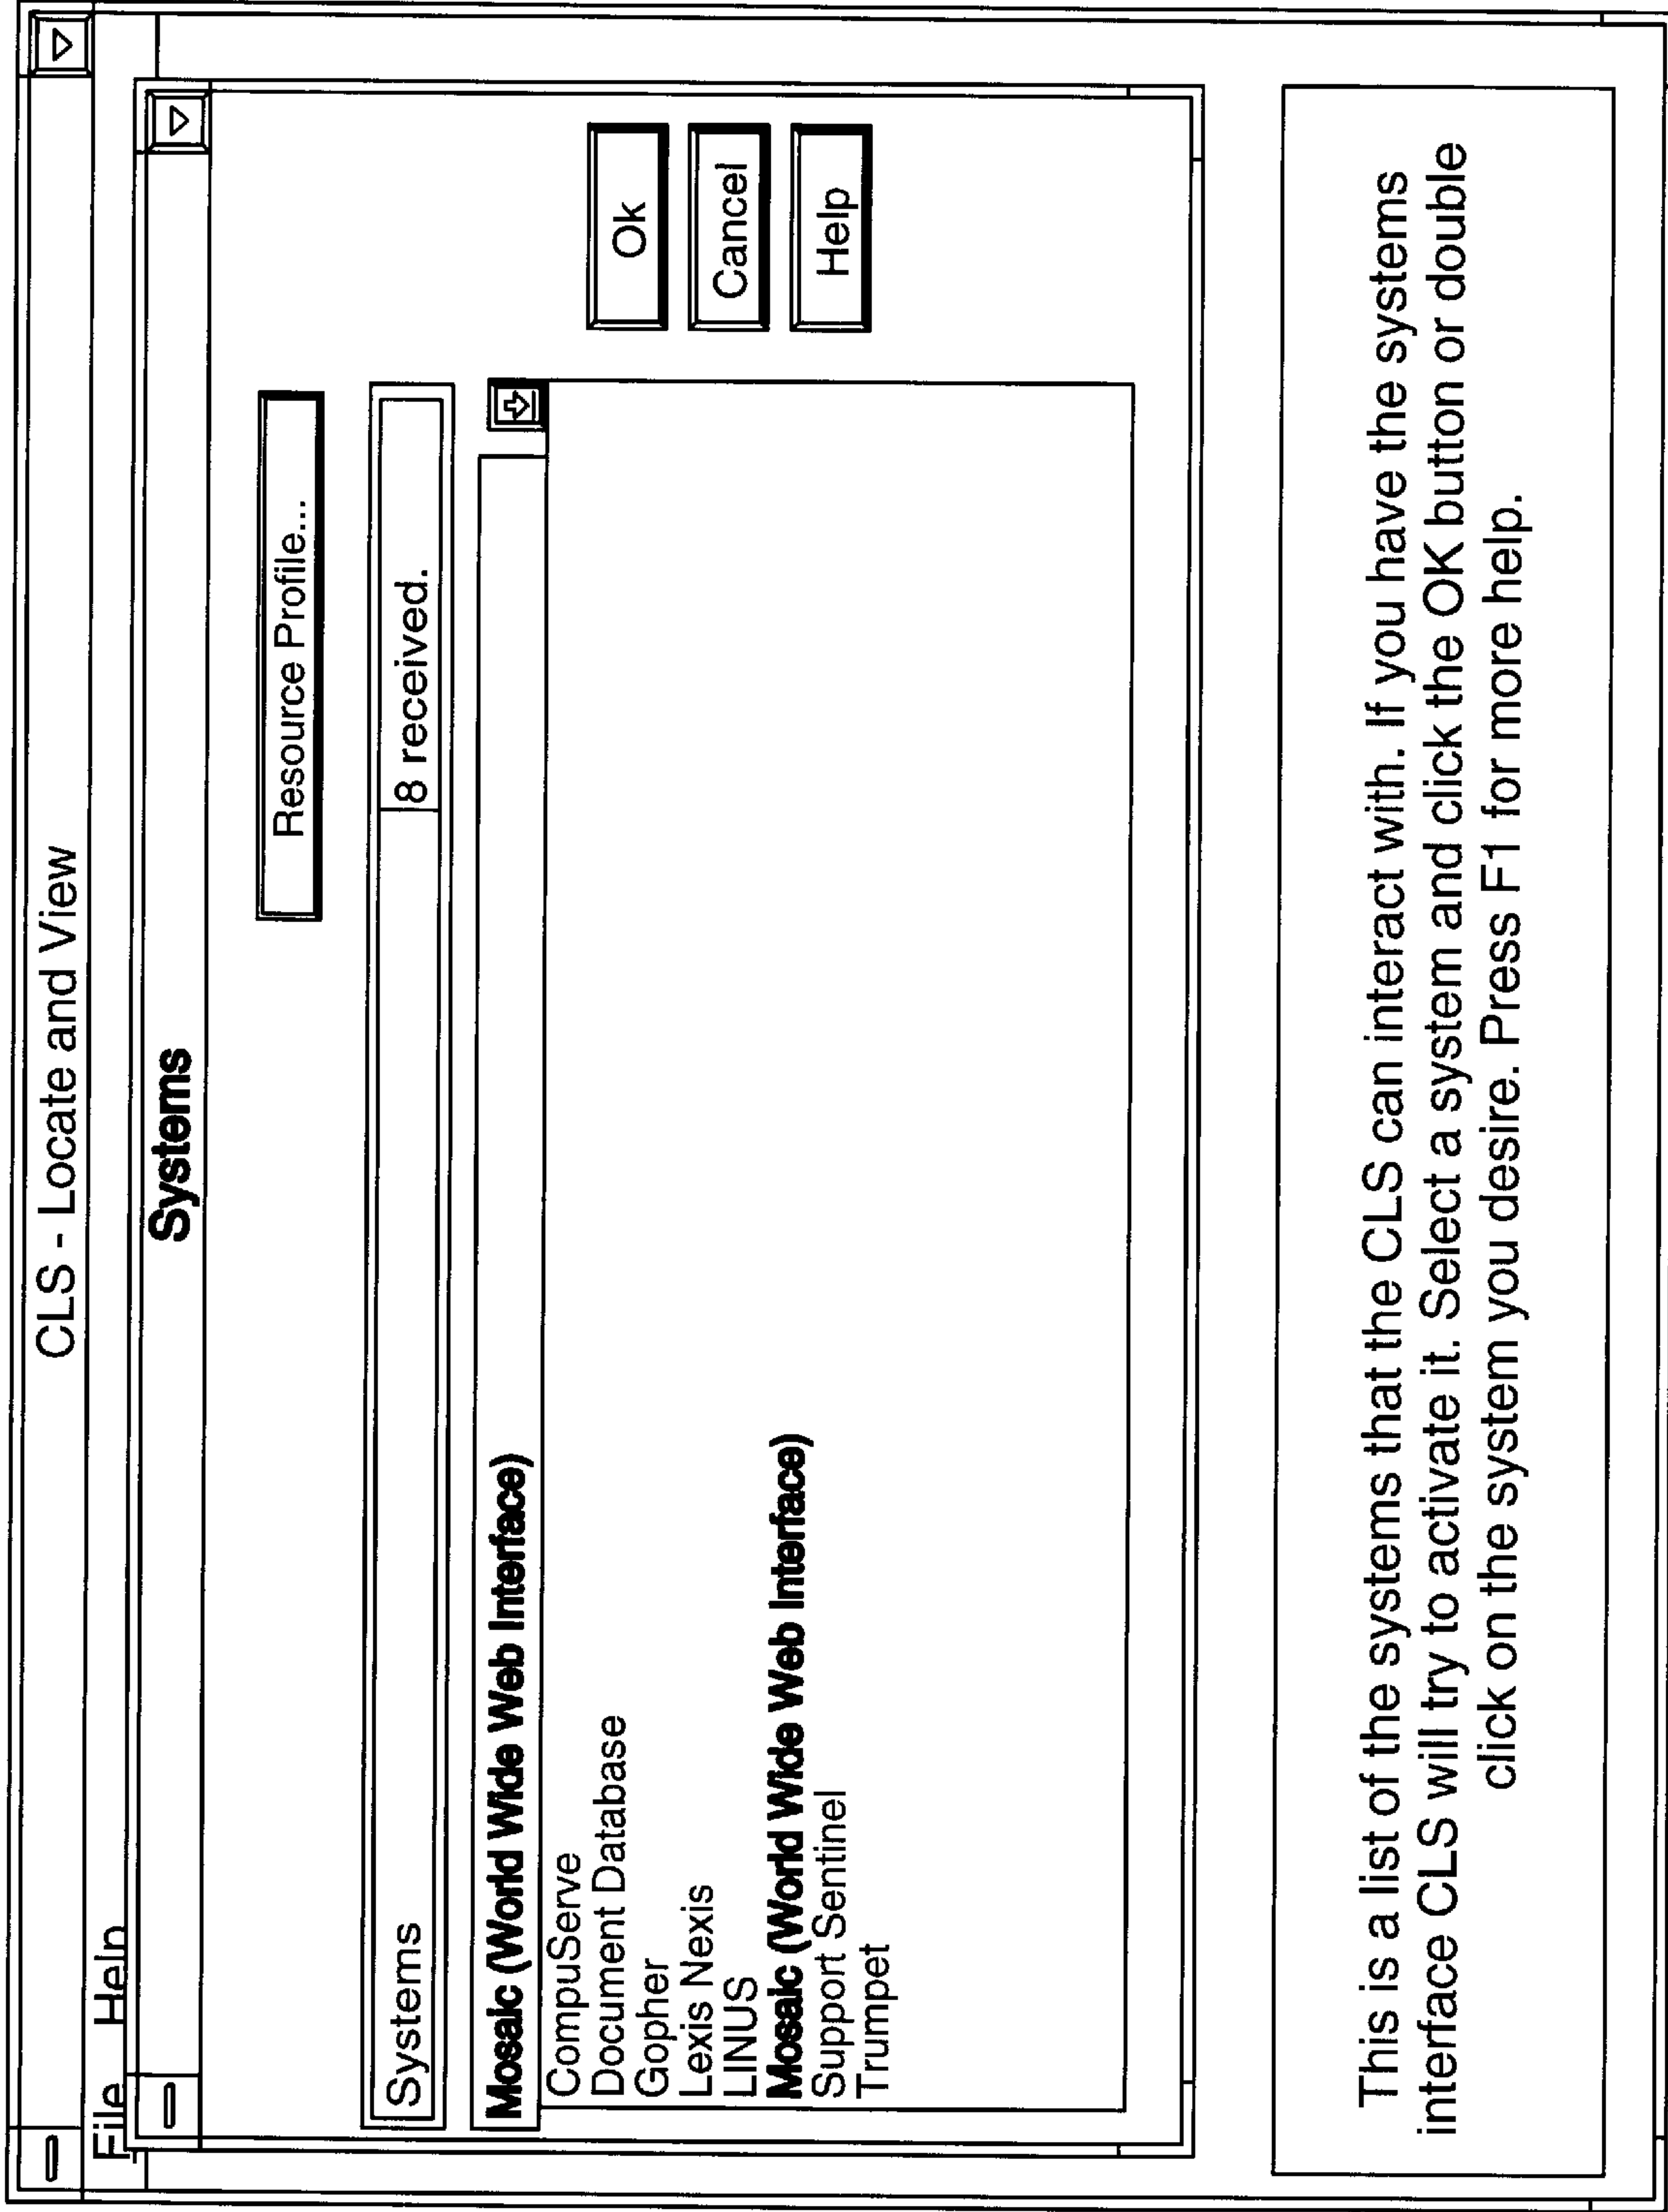 CLS - Locate and View
File Help
Systems
Resource Profile...
Systems 8 received.
Mosaic (World Wide Web Interface)
CompuServe
Document Database
Gopher
Lexis Nexis
LINUS
Mosaic (World Wide Web Interface)
Support Sentinel
Trumpet
Ok
Cancel
Help
This is a list of the systems that the CLS can interact with. If you have the systems
interface CLS will try to activate it. Select a system and click the OK button or double
click on the system you desire. Press F1 for more help.